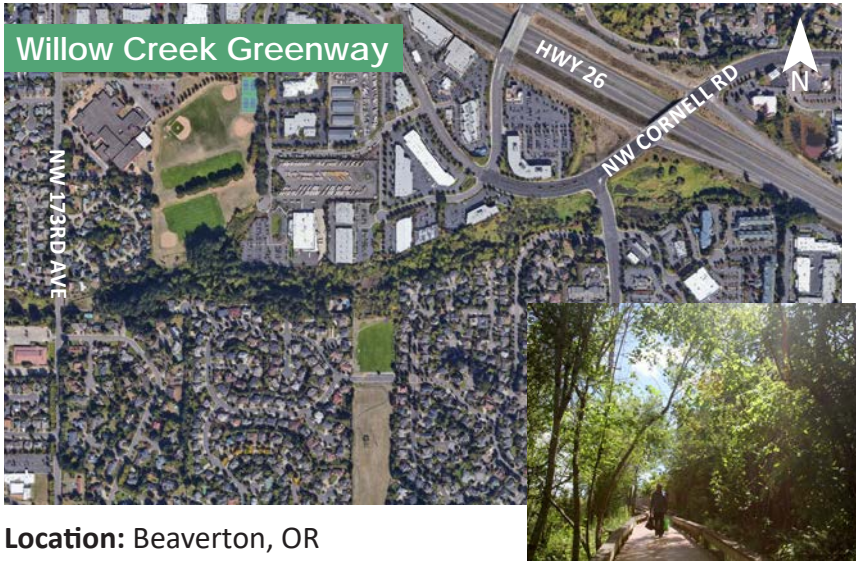 Willow Creek Greenway
HWY 26
NW CORNELL RD
N
NW 173RD AVE
Location: Beaverton, OR